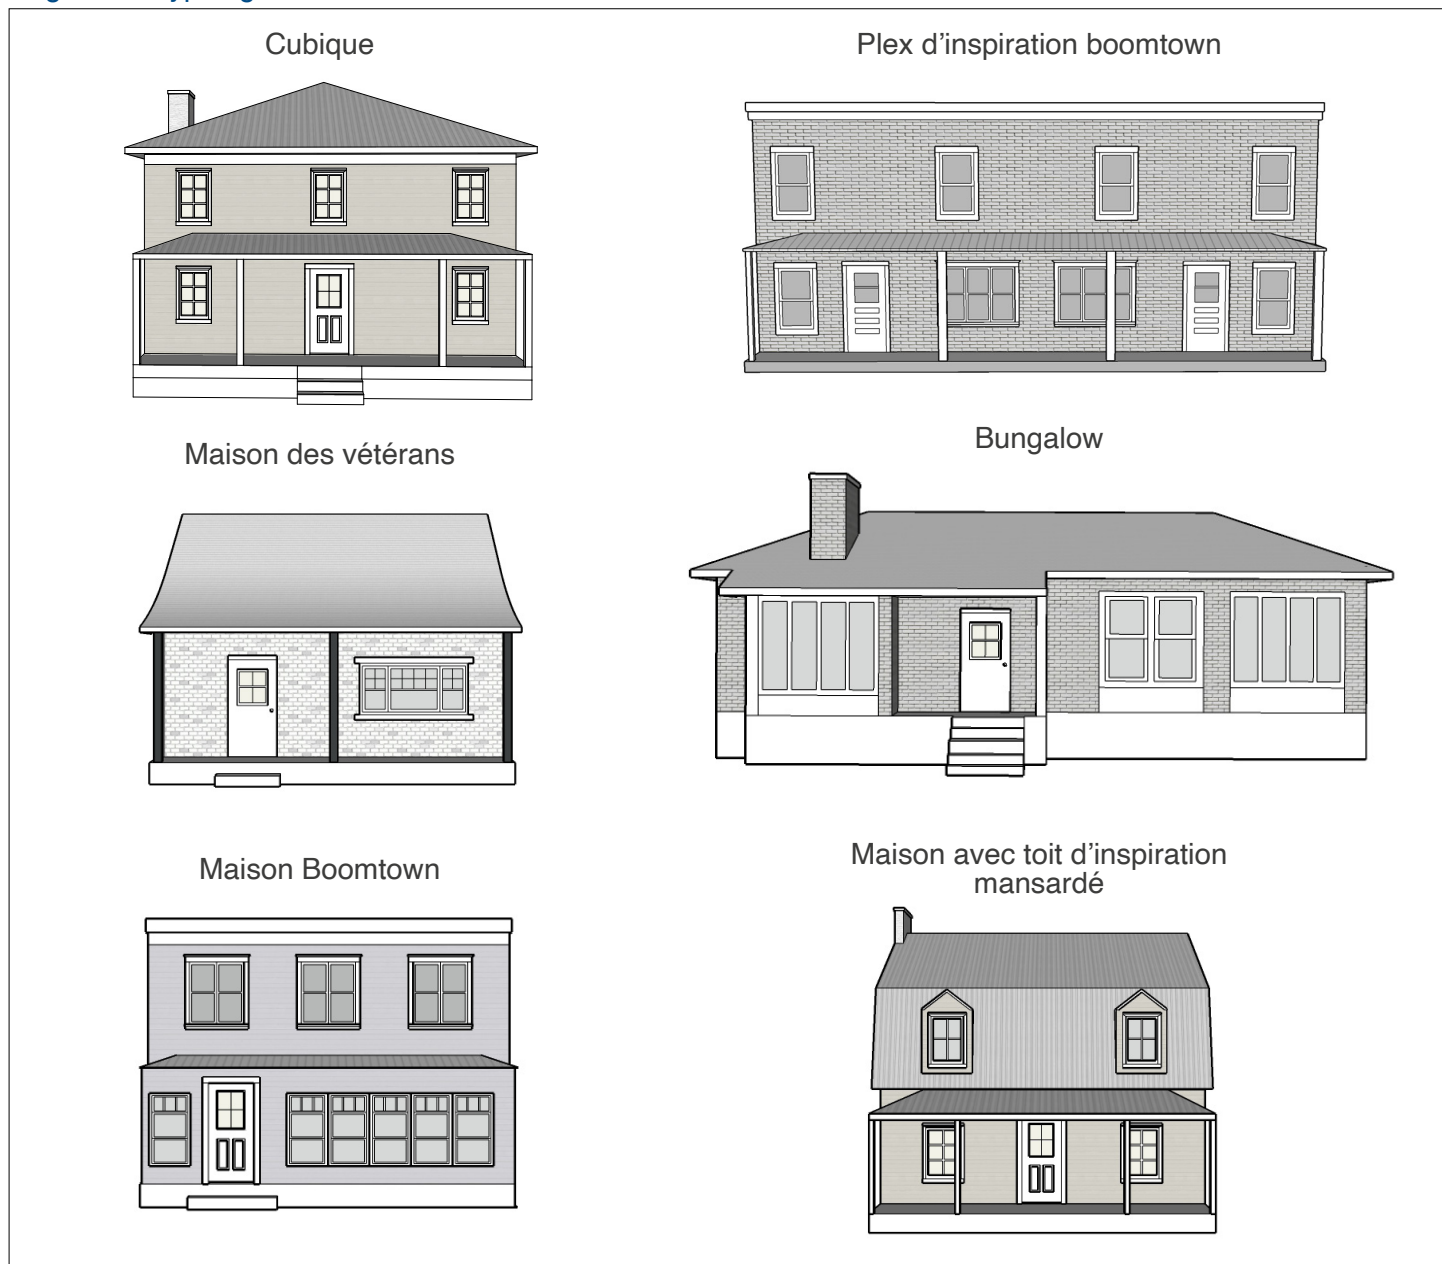 Cubique
Plex d'inspiration boomtown
Maison des vétérans
Bungalow
Maison Boomtown
Maison avec toit d'inspiration
mansardé